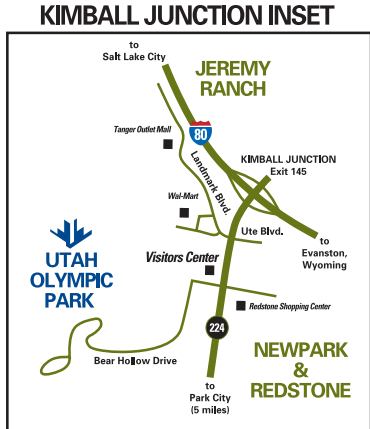 KIMBALL JUNCTION INSET
to
Salt Lake City
JEREMY
RANCH
Tanger Outlet Mall
80
Landmark Blvd.
KIMBALL JUNCTION
Exit 145
Wal-Mart
Ute Blvd.
to
Evanston,
Wyoming
Visitors Center
UTAH
OLYMPIC
PARK
Redstone Shopping Center
224
Bear Hollow Drive
NEWPARK
&
REDSTONE
to
Park City
(5 miles)